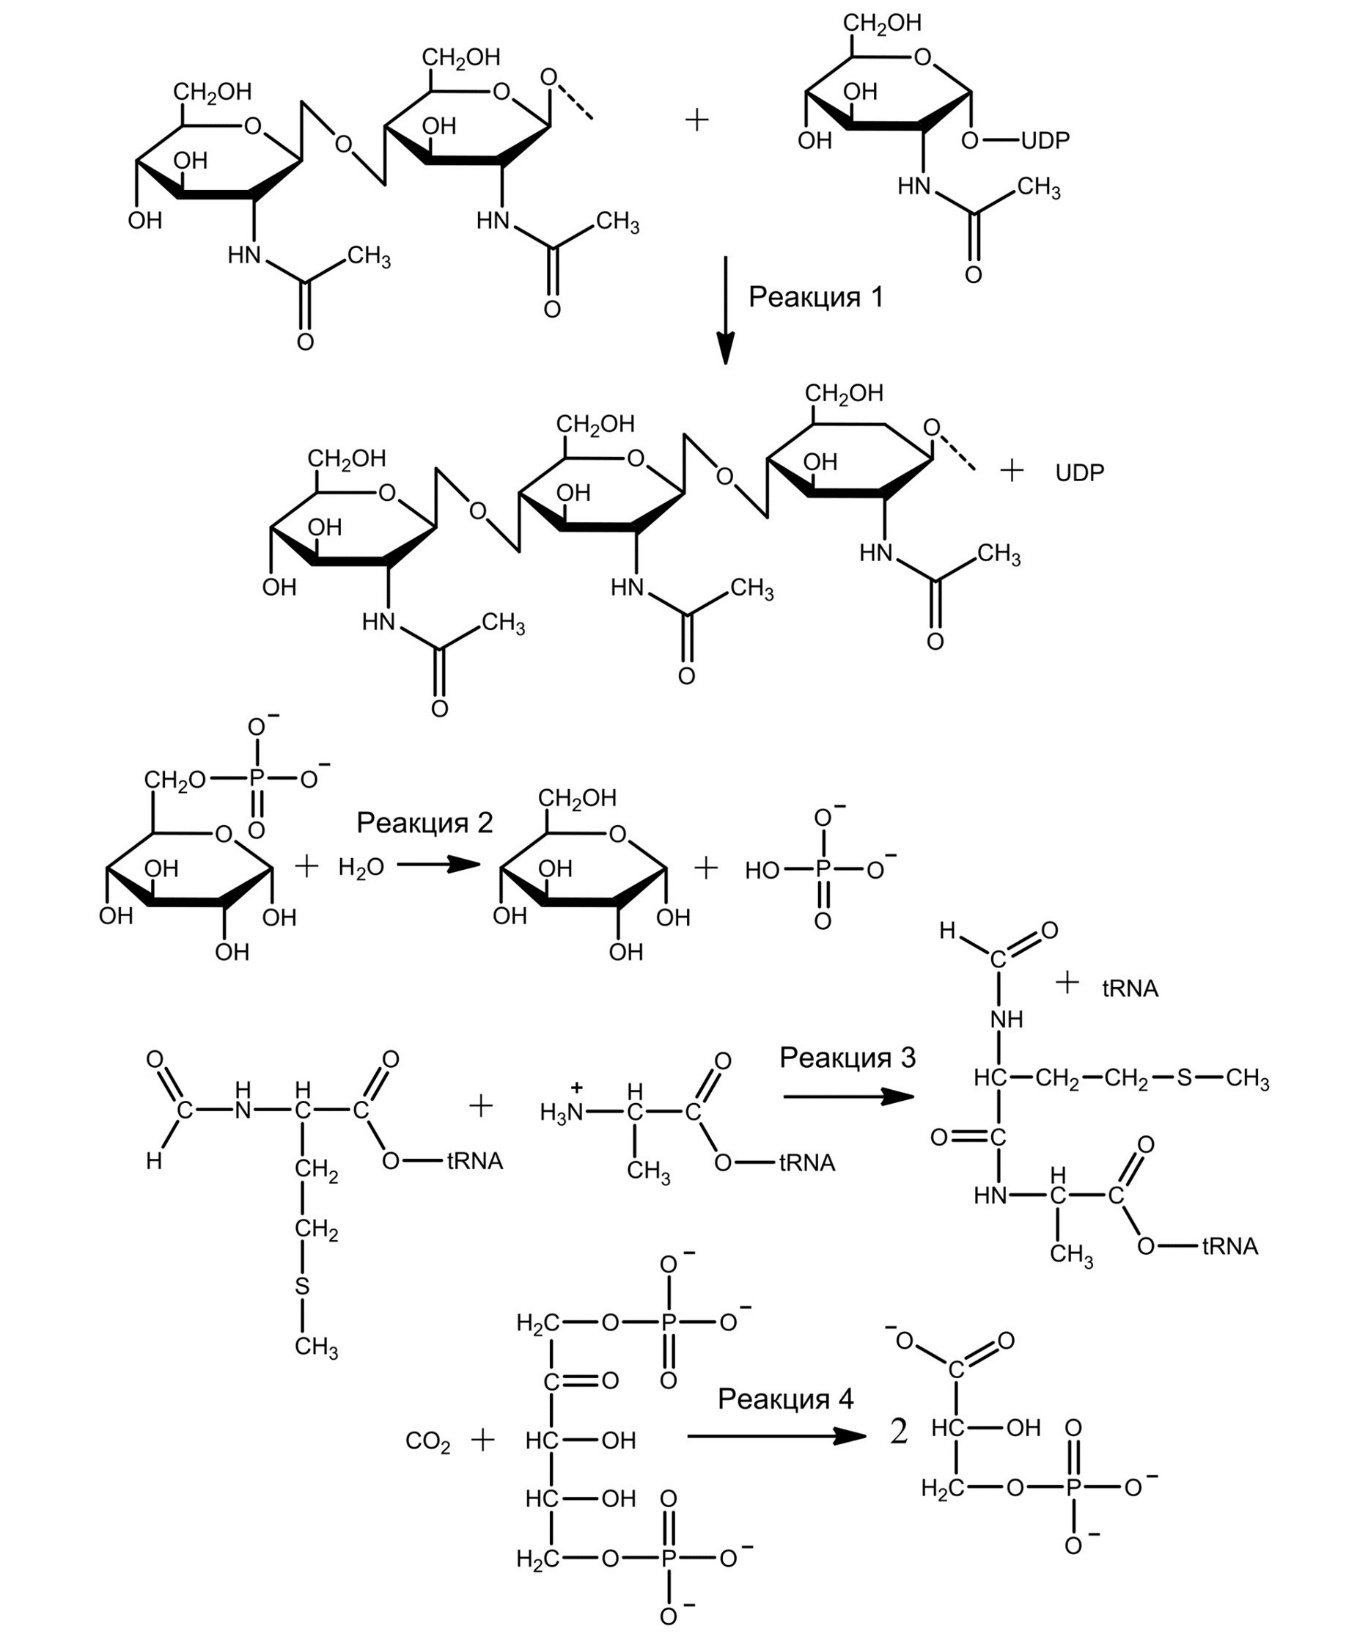 CH₂OH
O
CH₂OH
O
CH₂OH
O
CH₂OH
O
OH
+
OH
OH
O
O
OH
O—UDP
OH
OH
HN
CH₃
HN
CH₃
O
HN
CH₃
O
O
Реакция 1
CH₂OH
O
CH₂OH
CH₂OH
O
OH
+ UDP
O
OH
O
OH
O
OH
HN
CH₃
OH
HN
CH₃
O
HN
CH₃
O
O
O⁻
CH₂O—P—O⁻
O
Реакция 2
CH₂OH
O⁻
O
O
OH
+ H₂O
OH
+ HO—P—O⁻
OH
OH
OH
OH
O
OH
OH
H
O
C
+ tRNA
NH
O
O
Реакция 3
O
HC—CH₂—CH₂—S—CH₃
H
H
+
H
C
N
C
C
+ H₃N
C
C
O
C
O
H
O—tRNA
CH₃
O—tRNA
H
CH₂
HN
C
C
CH₂
O—tRNA
CH₃
S
CH₃
O⁻
H₂C—O—P—O⁻
⁻O
O
C
C
O
O
Реакция 4
CO₂ + HC—OH
2 HC—OH
O
HC—OH
O
H₂C—O—P—O⁻
H₂C—O—P—O⁻
O⁻
O⁻